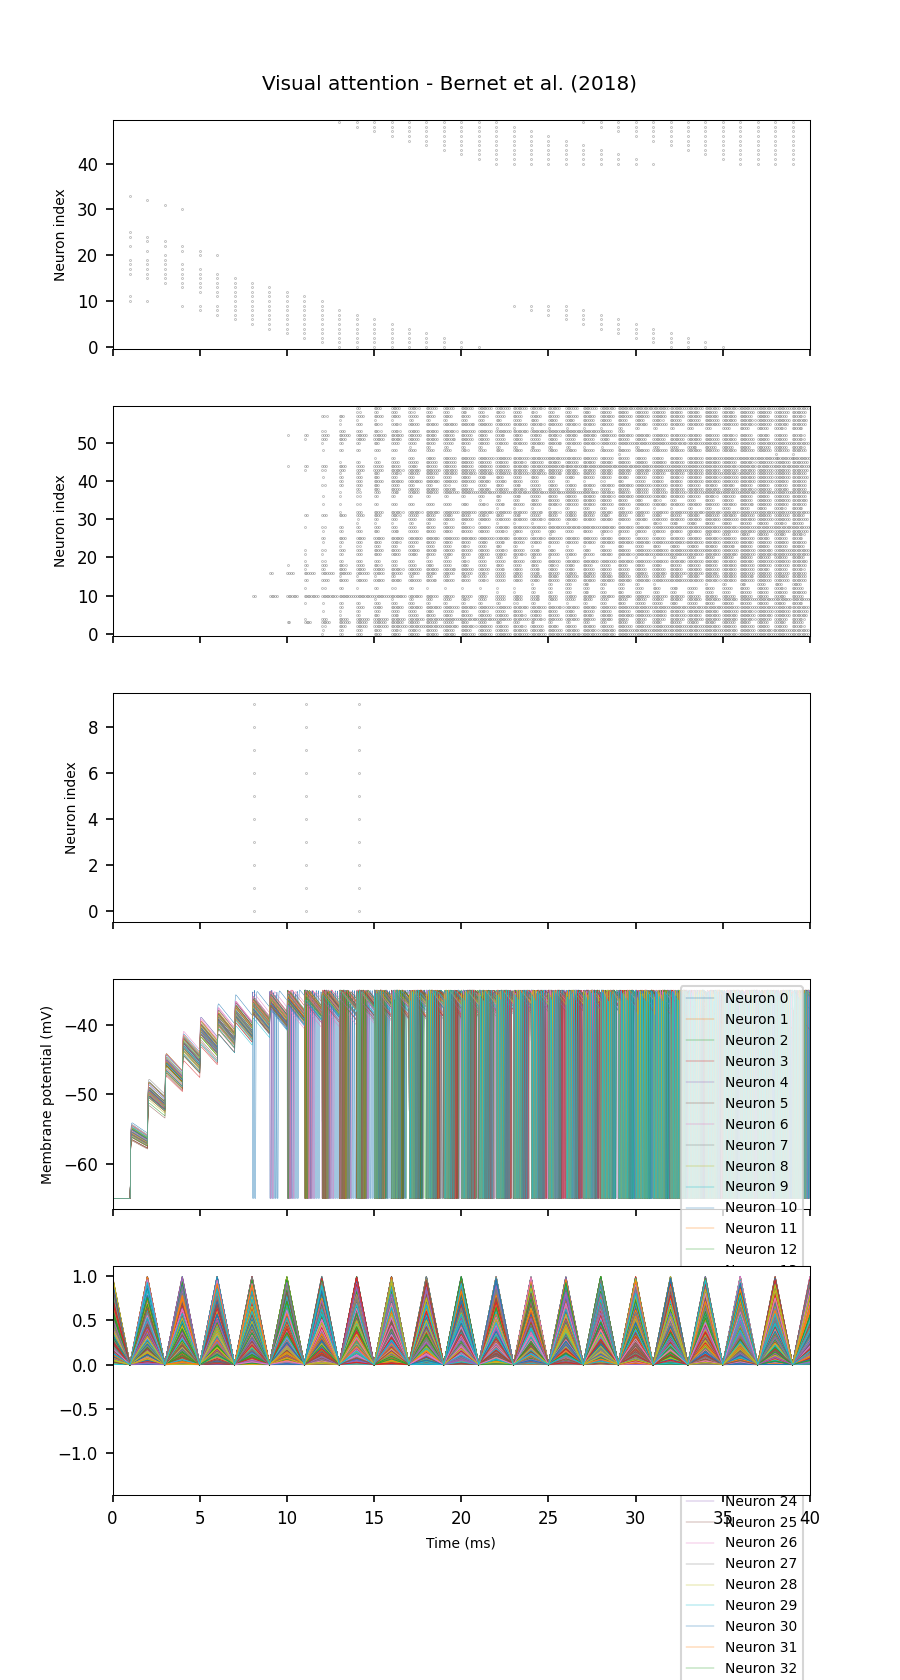 Visual attention - Bernet et al. (2018)
Neuron index
40
30
20
10
0
Neuron index
50
40
30
20
10
0
Neuron index
8
6
4
2
0
Membrane potential (mV)
−40
−50
−60
Neuron 0
Neuron 1
Neuron 2
Neuron 3
Neuron 4
Neuron 5
Neuron 6
Neuron 7
Neuron 8
Neuron 9
Neuron 10
Neuron 11
Neuron 12
1.0
0.5
0.0
−0.5
−1.0
0 5 10 15 20 25 30 35 40
Time (ms)
Neuron 24
Neuron 25
Neuron 26
Neuron 27
Neuron 28
Neuron 29
Neuron 30
Neuron 31
Neuron 32